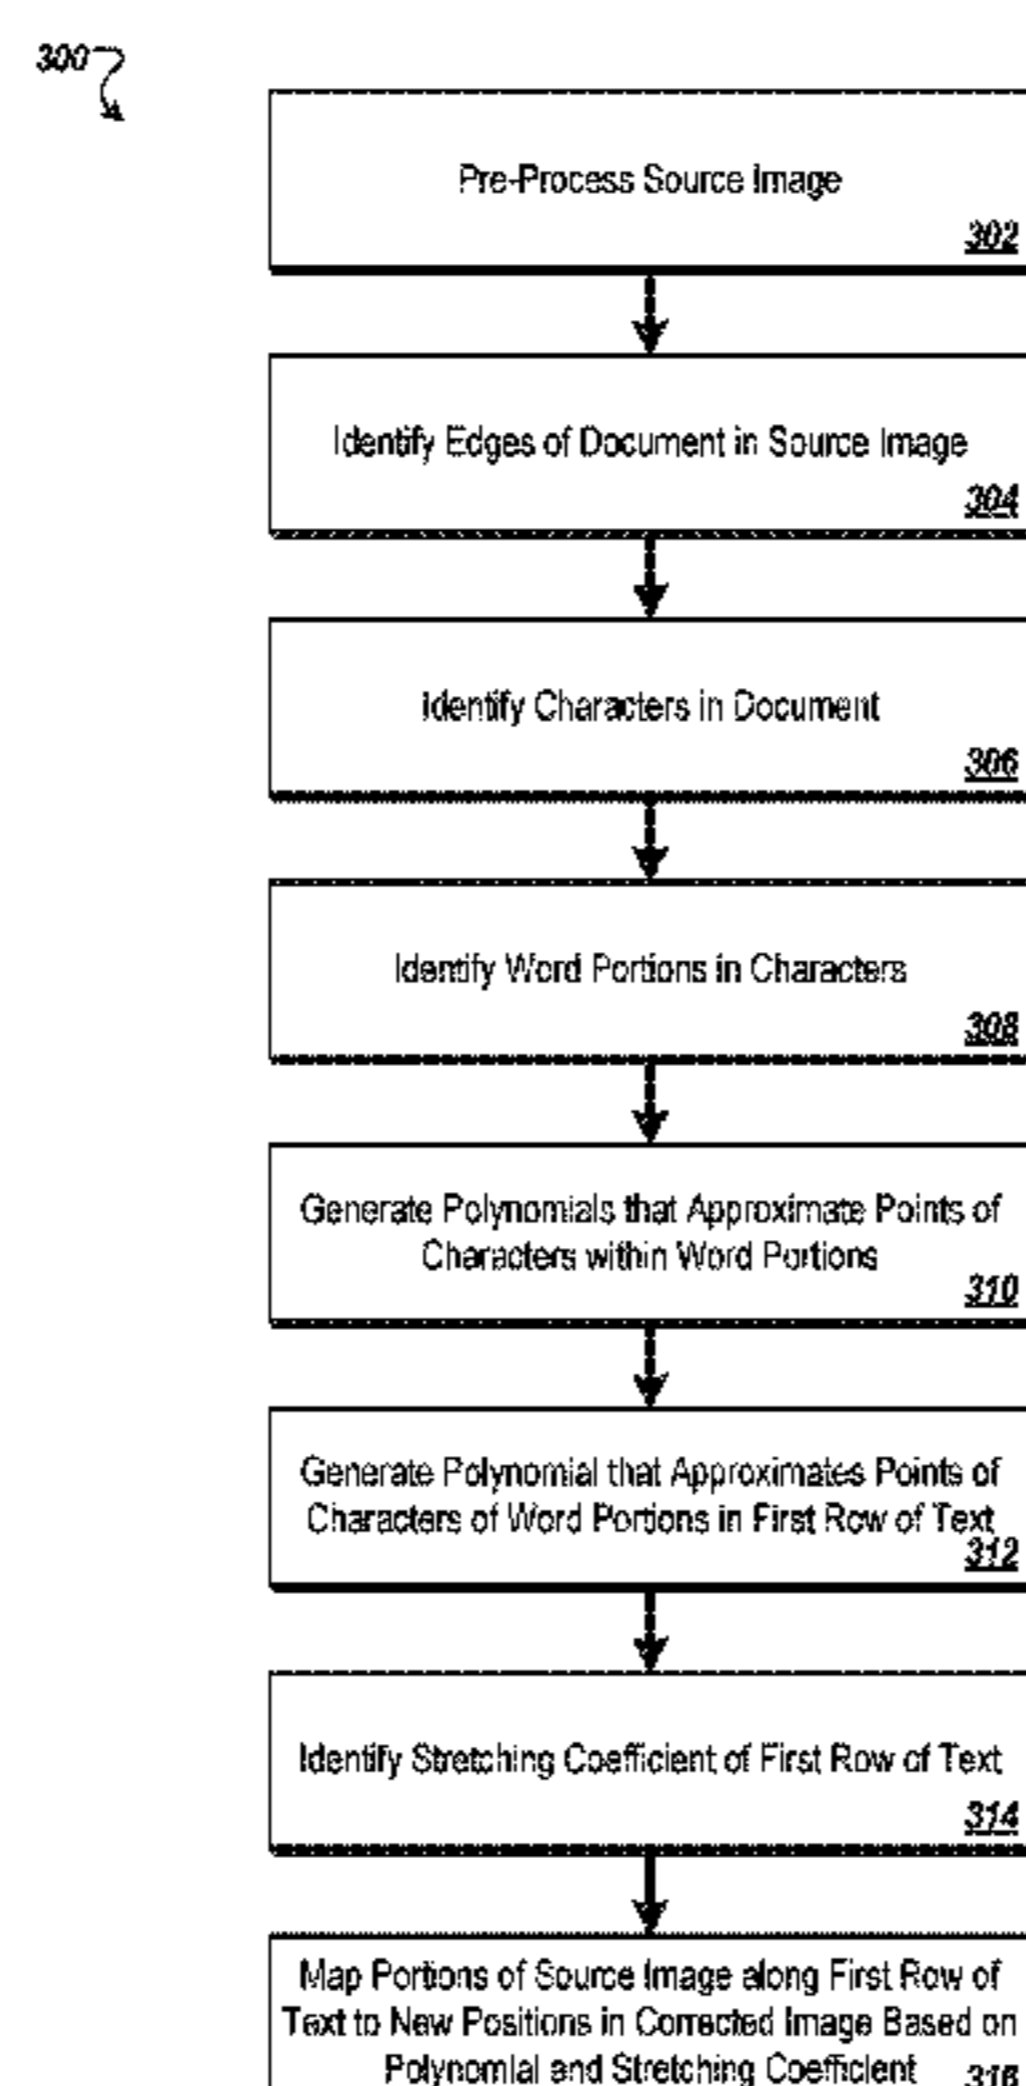 300
Pre-Process Source Image
302
Identify Edges of Document in Source Image
304
Identify Characters in Document
306
Identify Word Portions in Characters
308
Generate Polynomials that Approximate Points of
Characters within Word Portions
310
Generate Polynomial that Approximates Points of
Characters of Word Portions in First Row of Text
312
Identify Stretching Coefficient of First Row of Text
314
Map Portions of Source Image along First Row of
Text to New Positions in Corrected Image Based on
Polynomial and Stretching Coefficient
316